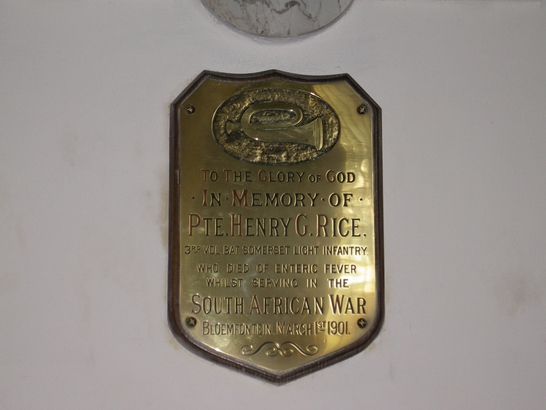 TO THE GLORY OF GOD
· IN · MEMORY · OF ·
PTE. HENRY G. RICE.
3RD VOL. BAT. SOMERSET LIGHT INFANTRY
WHO DIED OF ENTERIC FEVER
WHILST SERVING IN THE
SOUTH AFRICAN WAR
BLOEMFONTEIN. MARCH 1ST 1901.